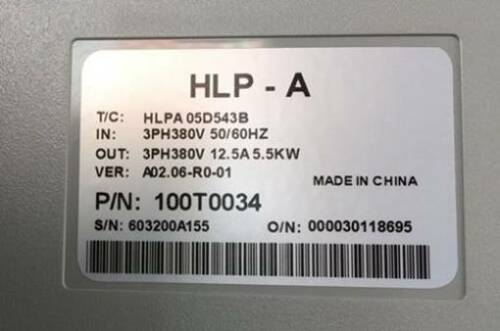 HLP - A
T/C: HLPA 05D543B
IN: 3PH380V 50/60HZ
OUT: 3PH380V 12.5A 5.5KW
VER: A02.06-R0-01
MADE IN CHINA
P/N: 100T0034
S/N: 603200A155 O/N: 000030118695